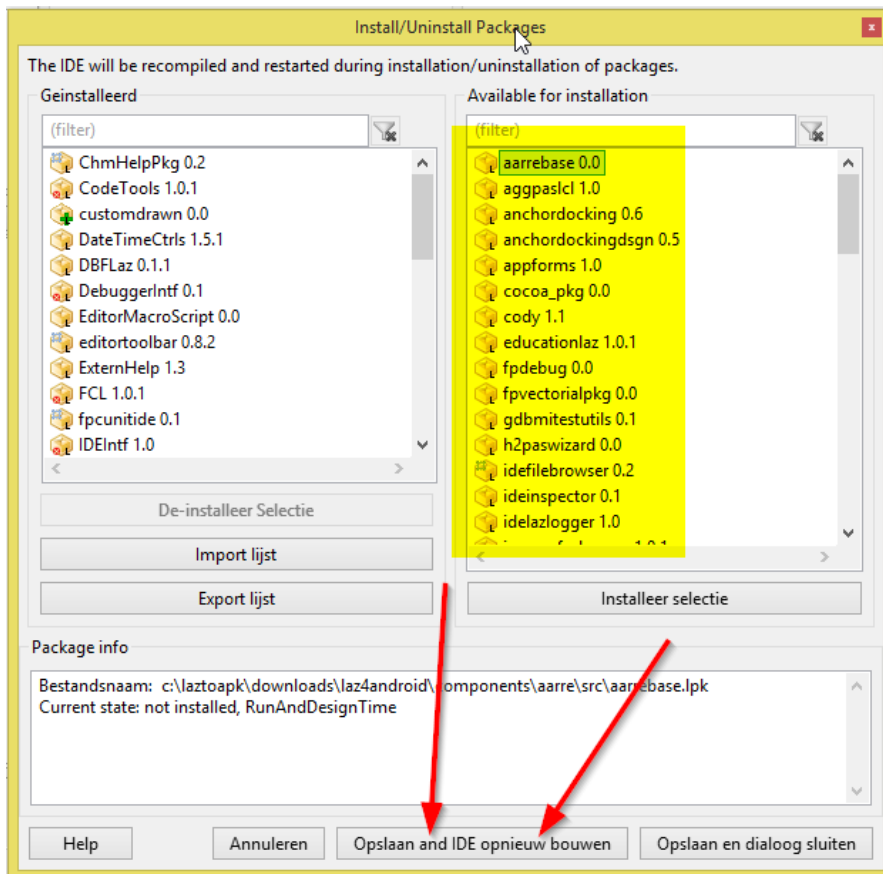 Install/Uninstall Packages
x
The IDE will be recompiled and restarted during installation/uninstallation of packages.
Geinstalleerd
(filter)
ChmHelpPkg 0.2
CodeTools 1.0.1
customdrawn 0.0
DateTimeCtrls 1.5.1
DBFLaz 0.1.1
DebuggerIntf 0.1
EditorMacroScript 0.0
editortoolbar 0.8.2
ExternHelp 1.3
FCL 1.0.1
fpcunitide 0.1
IDEIntf 1.0
De-installeer Selectie
Import lijst
Export lijst
Available for installation
(filter)
aarrebase 0.0
aggpaslcl 1.0
anchordocking 0.6
anchordockingdsgn 0.5
appforms 1.0
cocoa_pkg 0.0
cody 1.1
educationlaz 1.0.1
fpdebug 0.0
fpvectorialpkg 0.0
gdbmitestutils 0.1
h2paswizard 0.0
idefilebrowser 0.2
ideinspector 0.1
idelazlogger 1.0
Installeer selectie
Package info
Bestandsnaam: c:\laztoapk\downloads\laz4android\components\aarre\src\aarrebase.lpk
Current state: not installed, RunAndDesignTime
Help
Annuleren
Opslaan and IDE opnieuw bouwen
Opslaan en dialoog sluiten